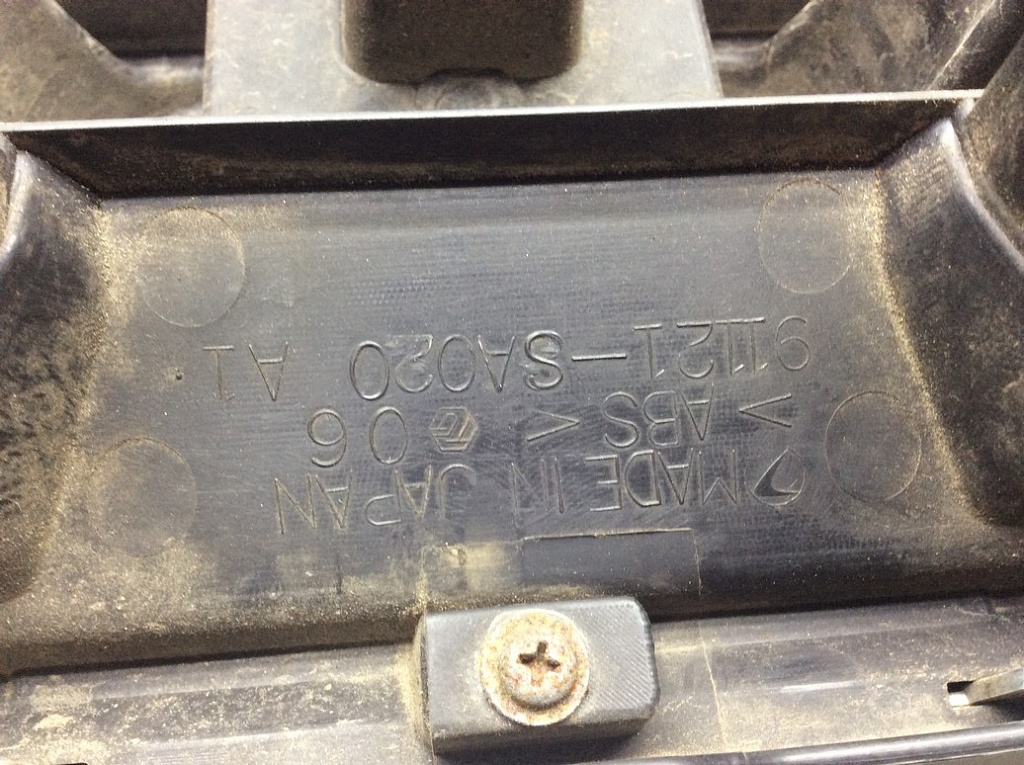 MADE IN JAPAN
< ABS > 06
91121-SA020 A1